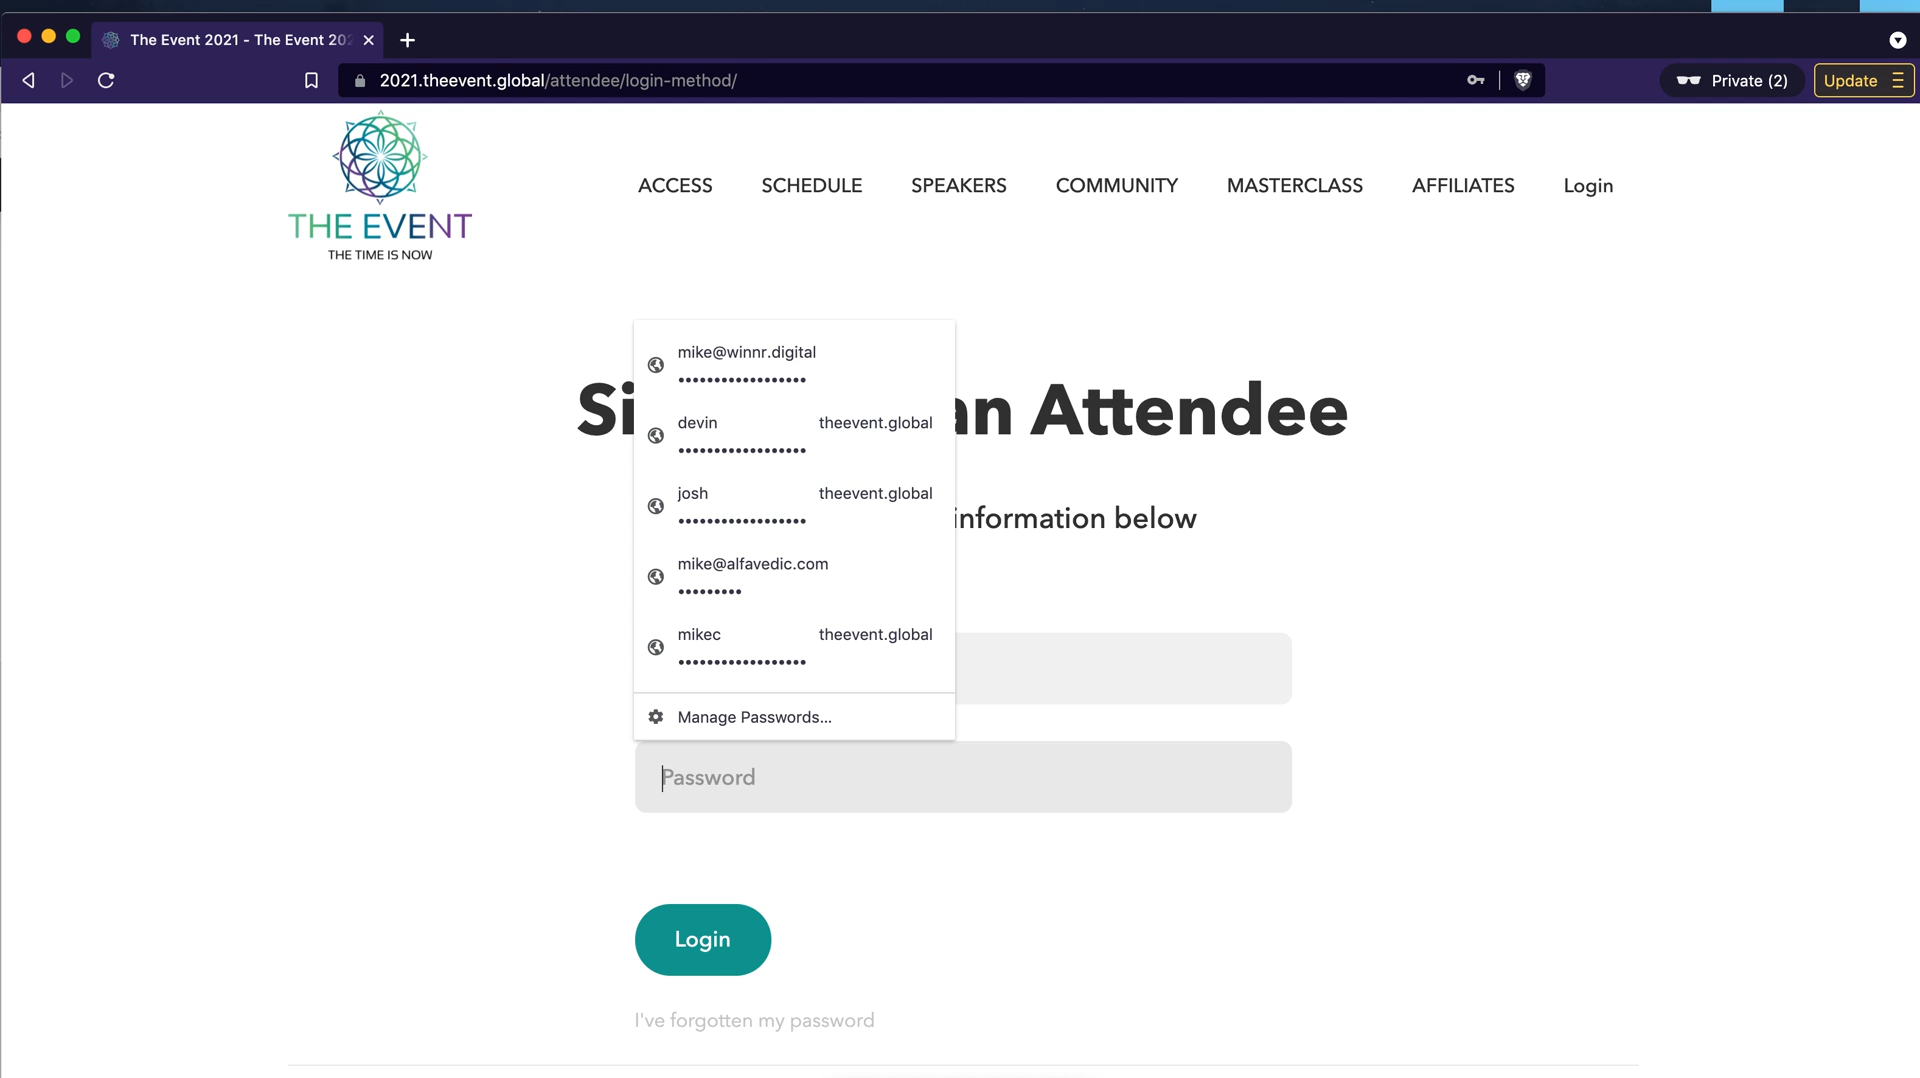 The Event 2021 - The Event 202
2021.theevent.global/attendee/login-method/
Private (2)
Update
THE EVENT
THE TIME IS NOW
ACCESS
SCHEDULE
SPEAKERS
COMMUNITY
MASTERCLASS
AFFILIATES
Login
Si an Attendee
information below
mike@winnr.digital
••••••••••••••••••
devin theevent.global
••••••••••••••••••
josh theevent.global
••••••••••••••••••
mike@alfavedic.com
•••••••••
mikec theevent.global
••••••••••••••••••
Manage Passwords...
Password
Login
I've forgotten my password